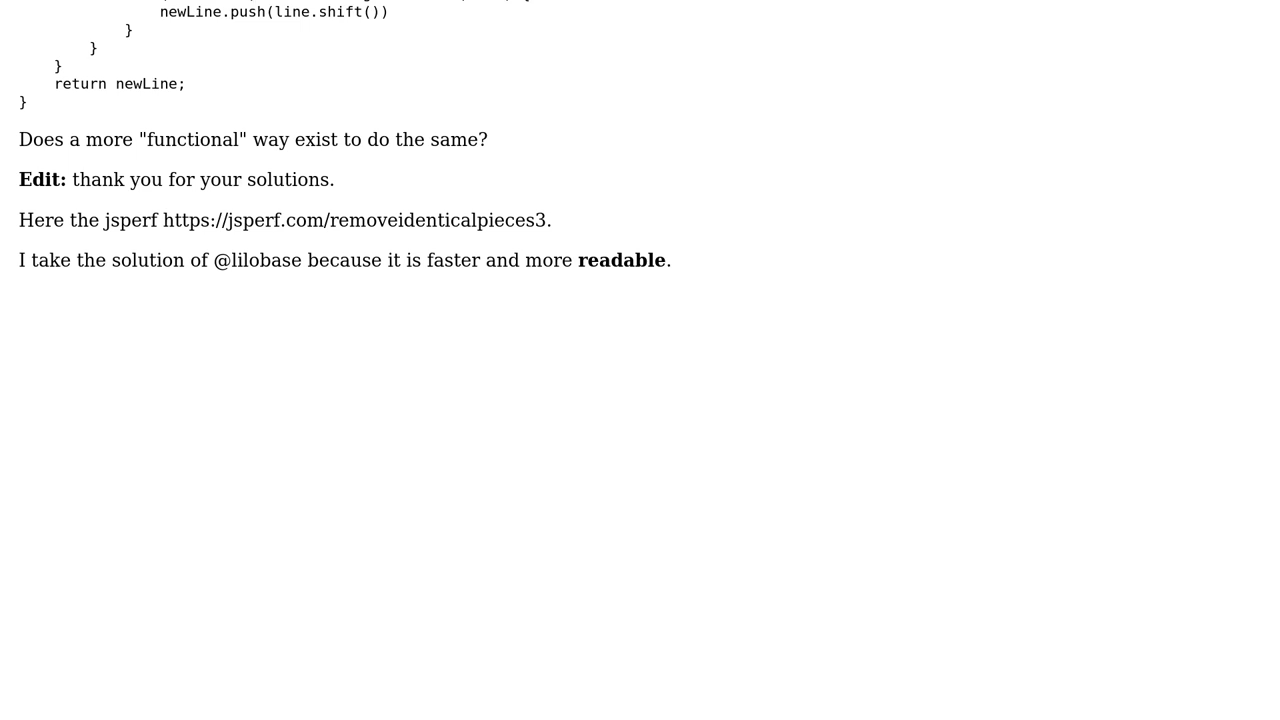 newLine.push(line.shift())
}
}
}
return newLine;
}
Does a more "functional" way exist to do the same?
Edit: thank you for your solutions.
Here the jsperf https://jsperf.com/removeidenticalpieces3.
I take the solution of @lilobase because it is faster and more readable.